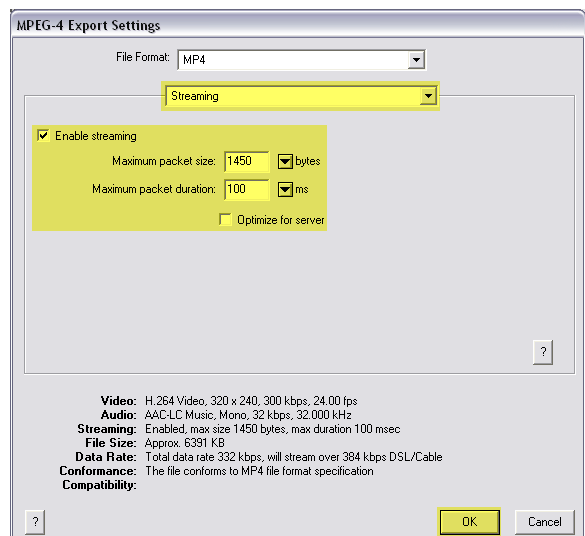 MPEG-4 Export Settings
File Format: MP4
Streaming
Enable streaming
Maximum packet size: 1450 bytes
Maximum packet duration: 100 ms
Optimize for server
?
Video: H.264 Video, 320 x 240, 300 kbps, 24.00 fps
Audio: AAC-LC Music, Mono, 32 kbps, 32.000 kHz
Streaming: Enabled, max size 1450 bytes, max duration 100 msec
File Size: Approx. 6391 KB
Data Rate: Total data rate 332 kbps, will stream over 384 kbps DSL/Cable
Conformance: The file conforms to MP4 file format specification
Compatibility:
? OK Cancel